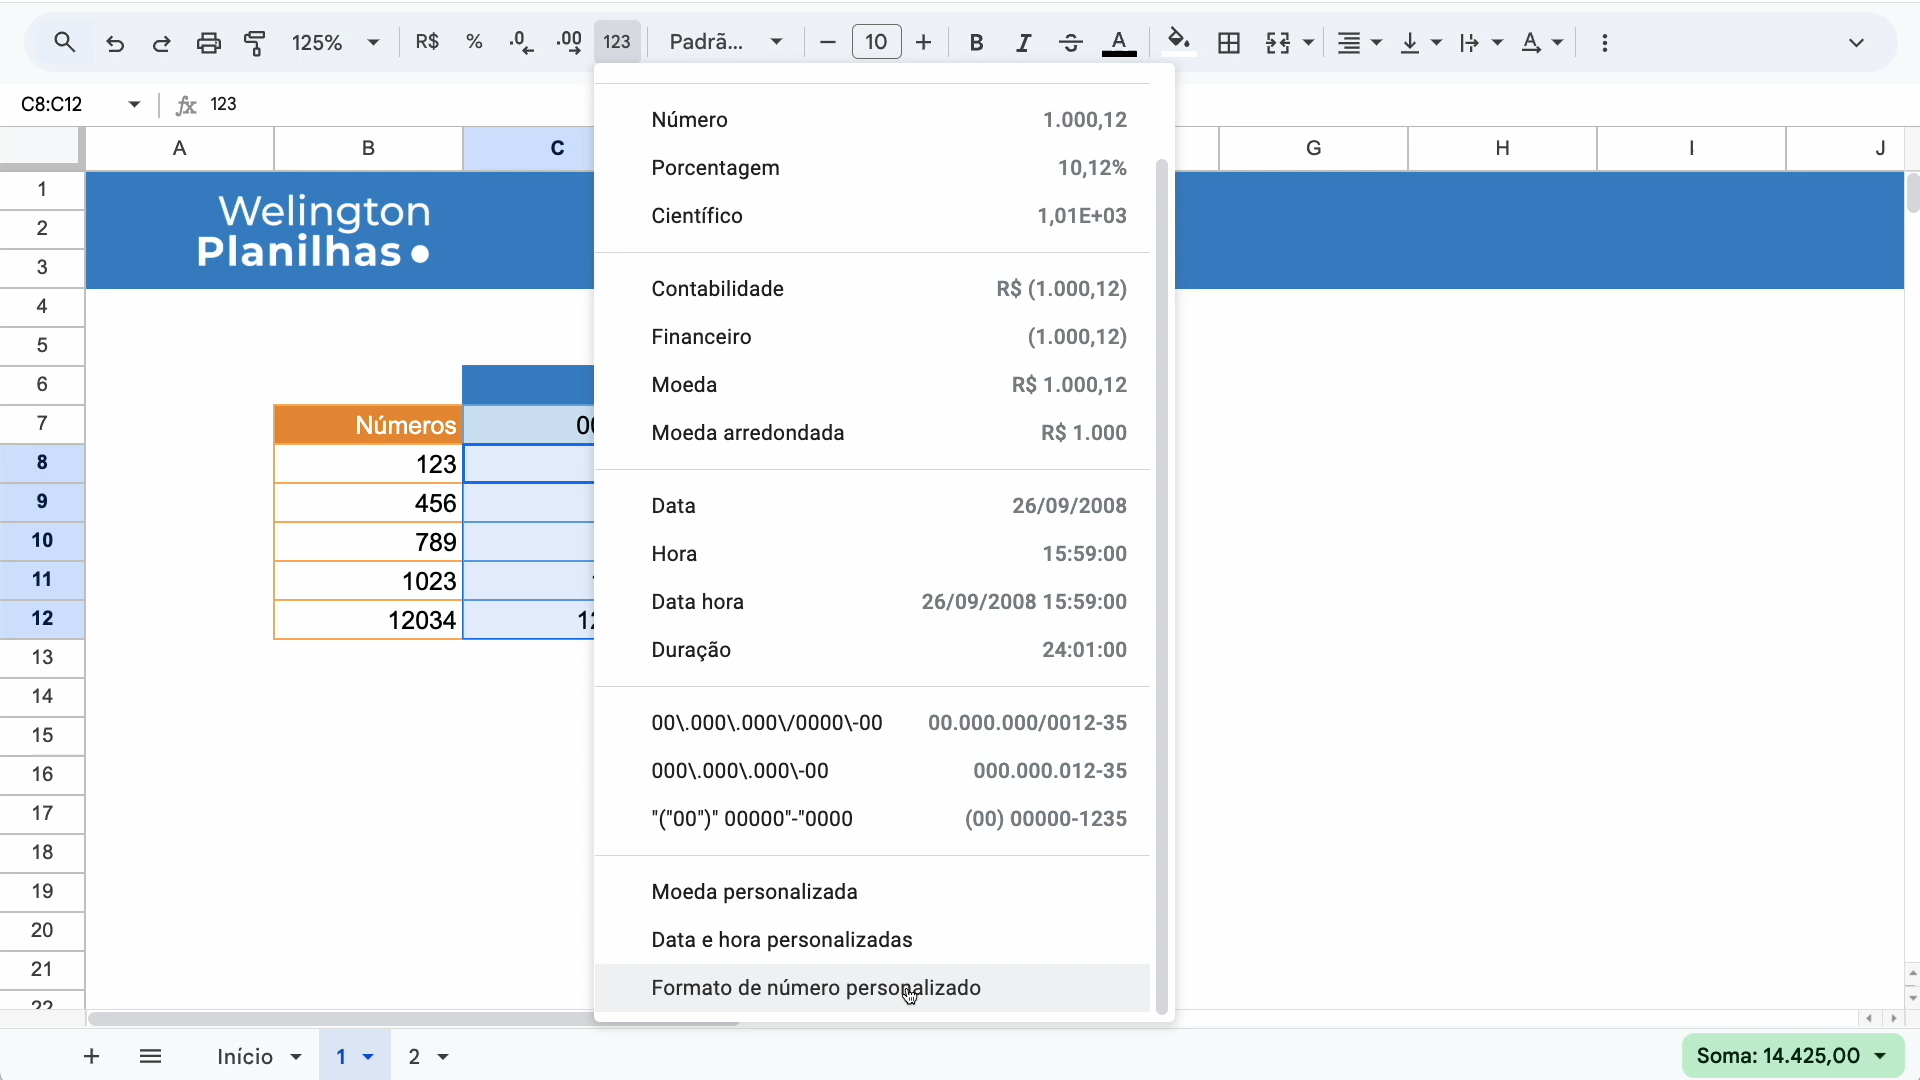 125% R$ % .0 .00 123 Padrã... 10 B I S A
C8:C12 fx 123
A B C G H I J
1
Welington
2
Planilhas
3
4
5
6
7 Números
8 123
9 456
10 789
11 1023
12 12034
13
14
15
16
17
18
19
20
21
22
Número 1.000,12
Porcentagem 10,12%
Científico 1,01E+03
Contabilidade R$ (1.000,12)
Financeiro (1.000,12)
Moeda R$ 1.000,12
Moeda arredondada R$ 1.000
Data 26/09/2008
Hora 15:59:00
Data hora 26/09/2008 15:59:00
Duração 24:01:00
00\.000\.000\/0000\-00 00.000.000/0012-35
000\.000\.000\-00 000.000.012-35
"("00")" 00000"-"0000 (00) 00000-1235
Moeda personalizada
Data e hora personalizadas
Formato de número personalizado
+ Início 1 2 Soma: 14.425,00